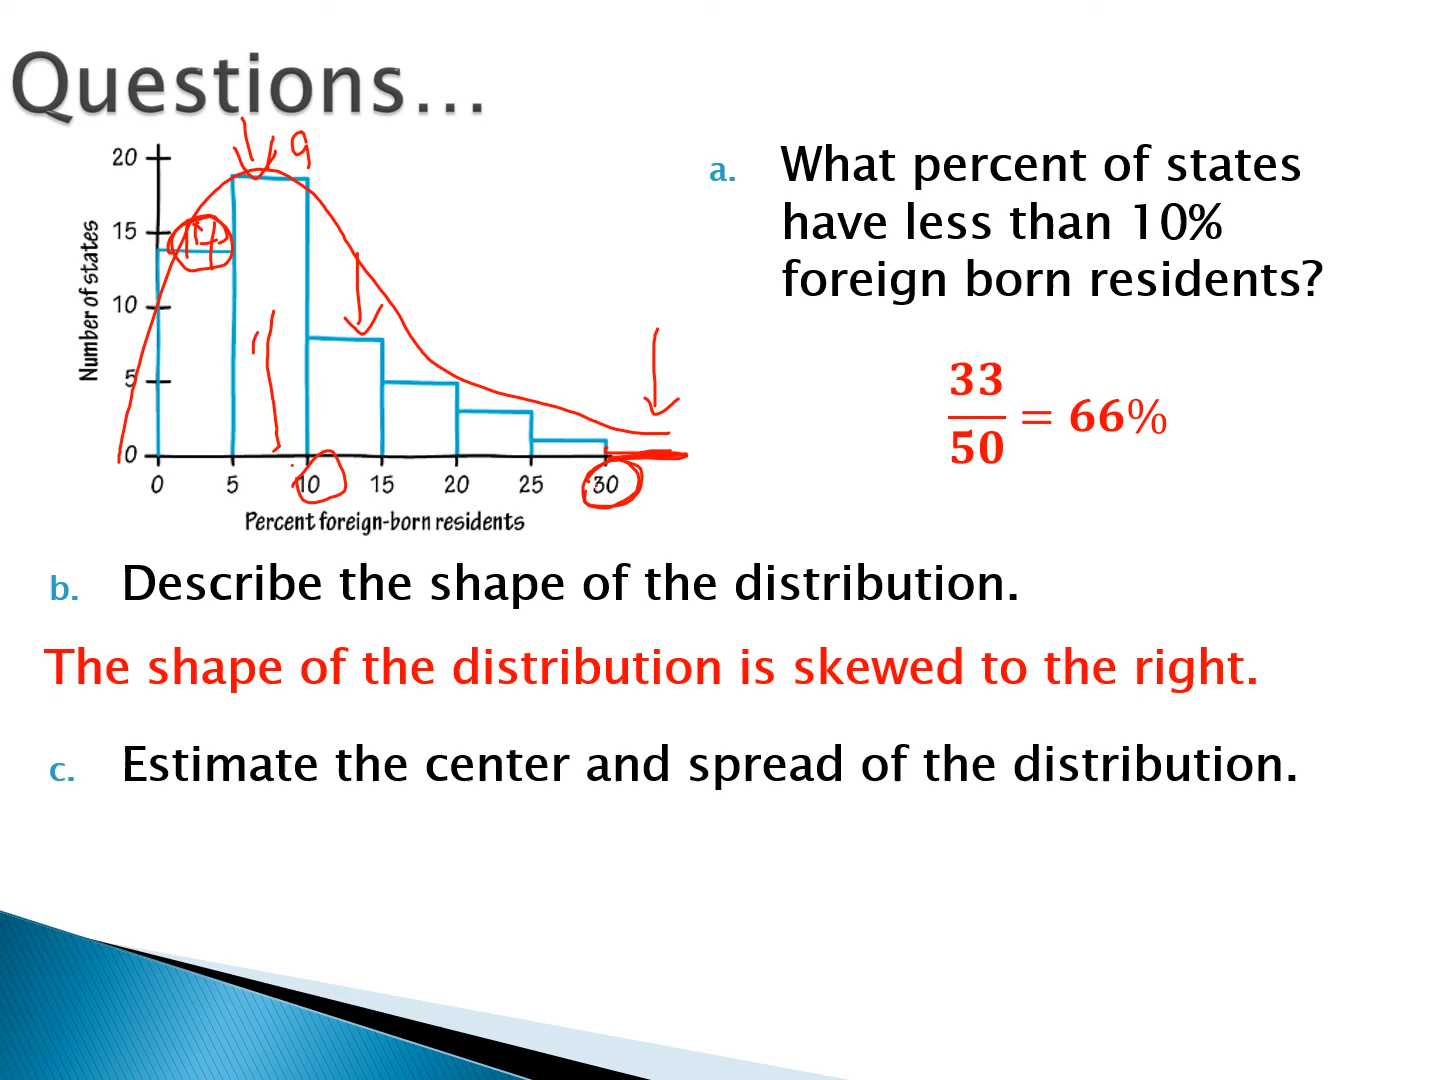 Questions...
20
15
10
5
0
Number of states
0 5 10 15 20 25 30
Percent foreign-born residents
9
a. What percent of states
have less than 10%
foreign born residents?
33
50
= 66%
b. Describe the shape of the distribution.
The shape of the distribution is skewed to the right.
c. Estimate the center and spread of the distribution.